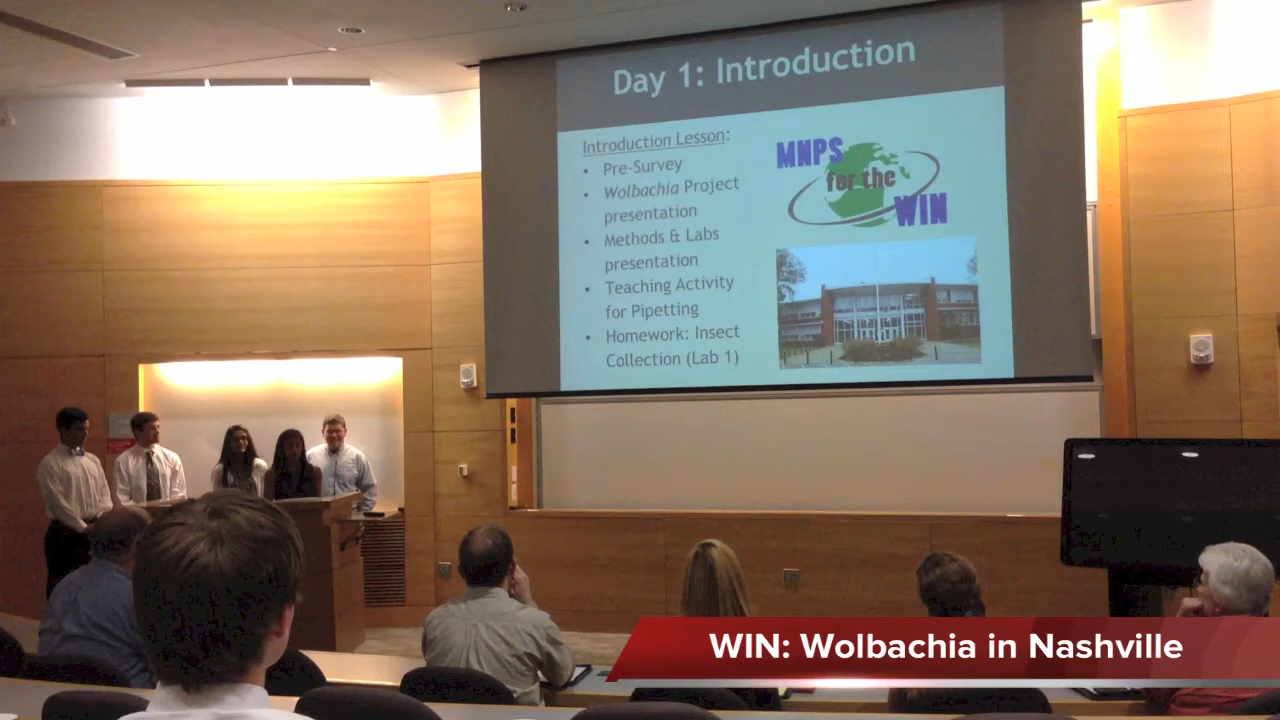 Day 1: Introduction
Introduction Lesson:
• Pre-Survey
• Wolbachia Project
presentation
• Methods & Labs
presentation
• Teaching Activity
for Pipetting
• Homework: Insect
Collection (Lab 1)
MNPS
for the
WIN
WIN: Wolbachia in Nashville